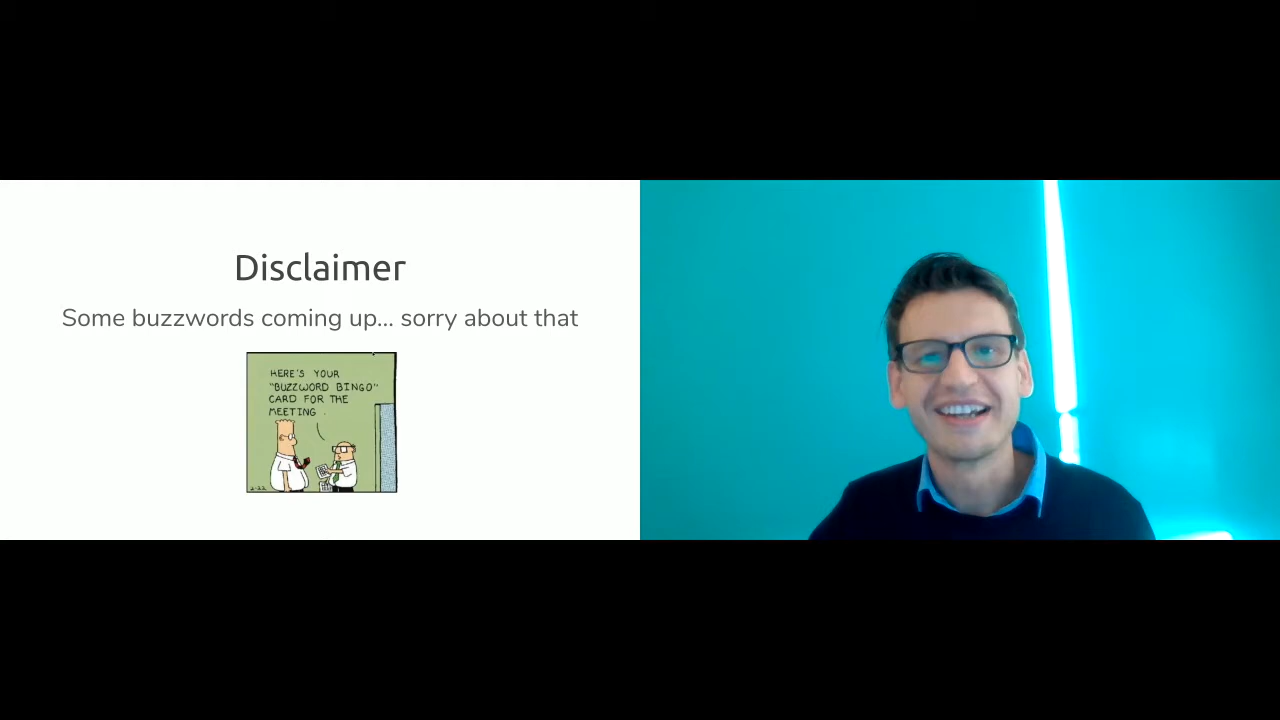 Disclaimer
Some buzzwords coming up... sorry about that
HERE'S YOUR
"BUZZWORD BINGO"
CARD FOR THE
MEETING.